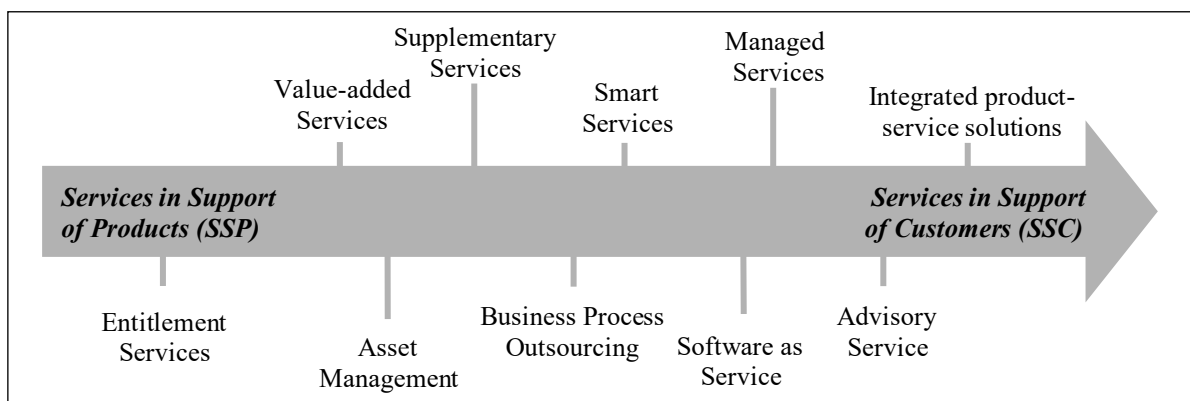 Supplementary
Services
Managed
Services
Value-added
Services
Smart
Services
Integrated product-
service solutions
Services in Support
of Products (SSP)
Services in Support
of Customers (SSC)
Entitlement
Services
Asset
Management
Business Process
Outsourcing
Software as
Service
Advisory
Service